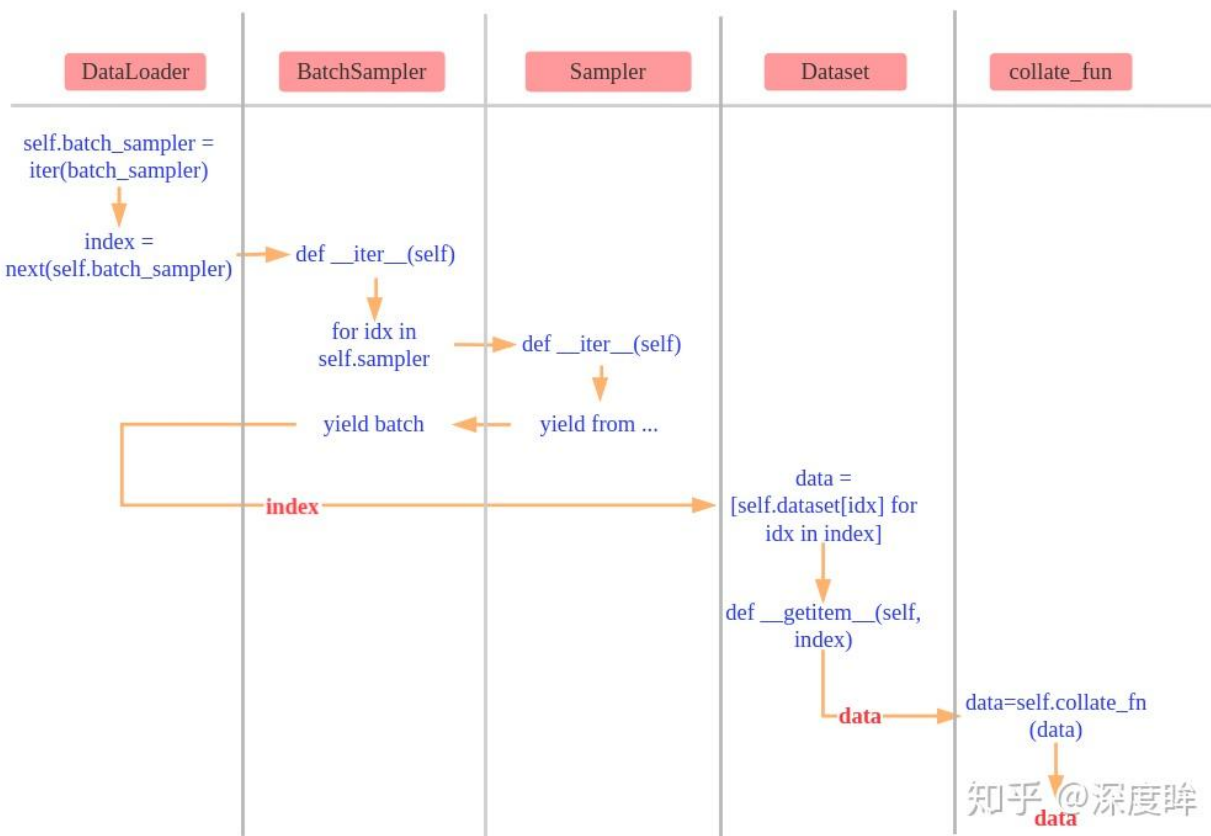 DataLoader
BatchSampler
Sampler
Dataset
collate_fun
self.batch_sampler =
iter(batch_sampler)
index =
next(self.batch_sampler)
def __iter__(self)
for idx in
self.sampler
def __iter__(self)
yield from ...
yield batch
index
data =
[self.dataset[idx] for
idx in index]
def __getitem__(self,
index)
data
data=self.collate_fn
(data)
data
知乎 @深度眸